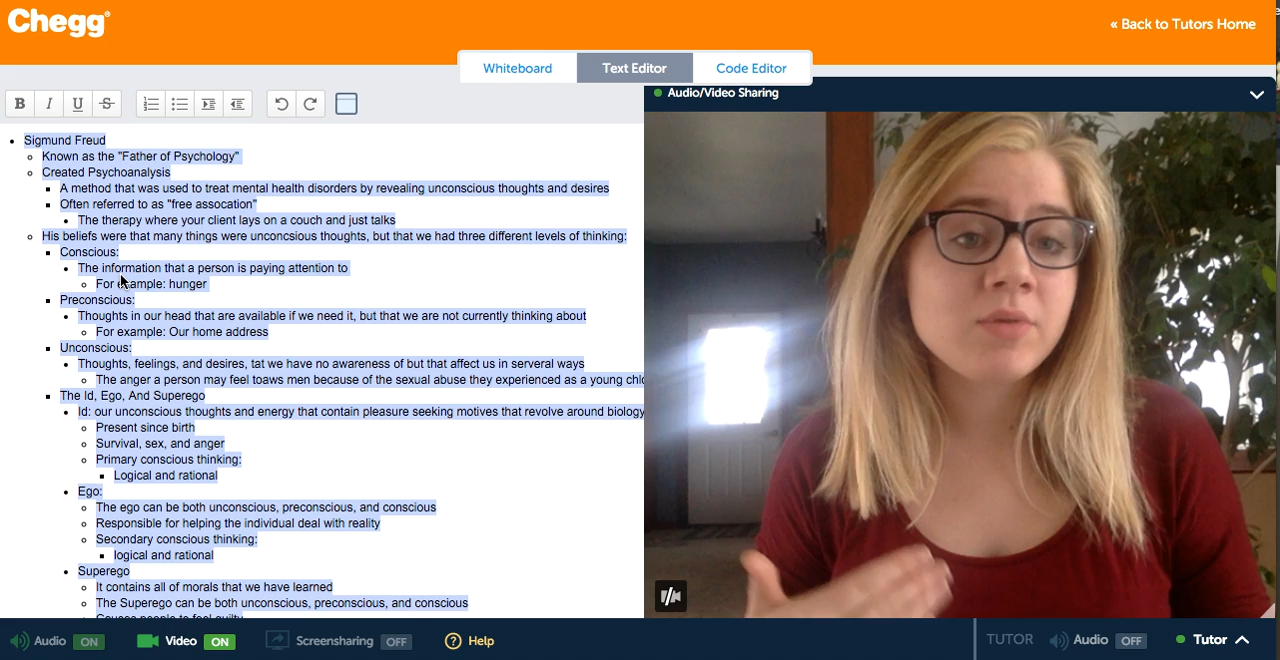 Chegg®
« Back to Tutors Home
Whiteboard
Text Editor
Code Editor
B I U S
Audio/Video Sharing
Sigmund Freud
Known as the "Father of Psychology"
Created Psychoanalysis
A method that was used to treat mental health disorders by revealing unconscious thoughts and desires
Often referred to as "free assocation"
The therapy where your client lays on a couch and just talks
His beliefs were that many things were unconcsious thoughts, but that we had three different levels of thinking:
Conscious:
The information that a person is paying attention to
For example: hunger
Preconscious:
Thoughts in our head that are available if we need it, but that we are not currently thinking about
For example: Our home address
Unconscious:
Thoughts, feelings, and desires, tat we have no awareness of but that affect us in serveral ways
The anger a person may feel toaws men because of the sexual abuse they experienced as a young
The Id, Ego, And Superego
Id: our unconscious thoughts and energy that contain pleasure seeking motives that revolve around biology
Present since birth
Survival, sex, and anger
Primary conscious thinking:
Logical and rational
Ego:
The ego can be both unconscious, preconscious, and conscious
Responsible for helping the individual deal with reality
Secondary conscious thinking:
logical and rational
Superego
It contains all of morals that we have learned
The Superego can be both unconscious, preconscious, and conscious
Audio ON
Video ON
Screensharing OFF
Help
TUTOR
Audio OFF
Tutor